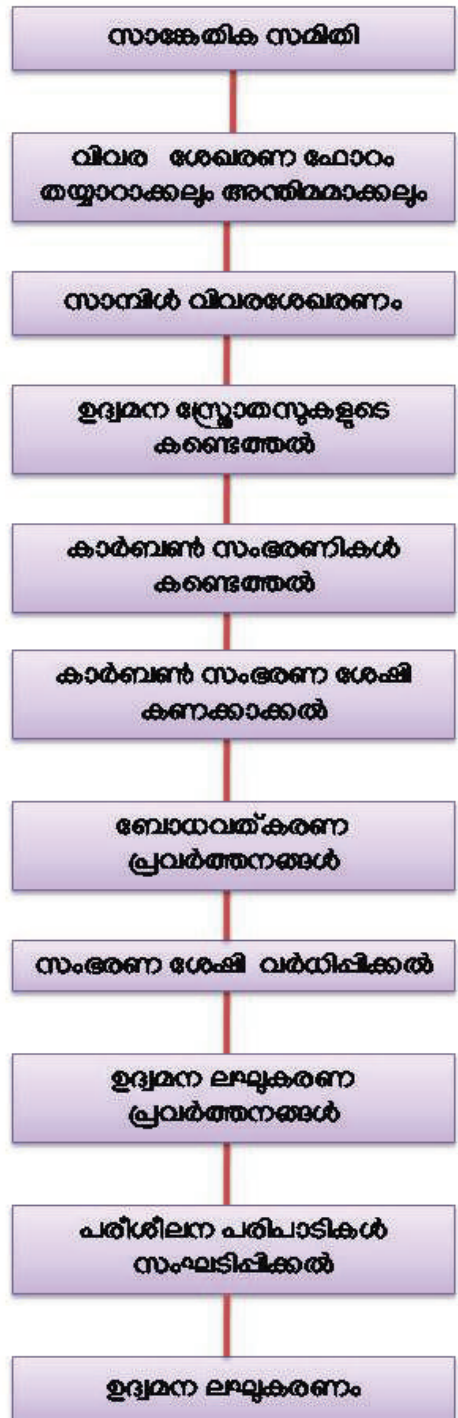 സാങ്കേതിക സമിതി
വിവര ശേഖരണ ഫോറം
തയ്യാറാക്കലും അന്തിമമാക്കലും
സാമ്പിൾ വിവരശേഖരണം
ഉദ്വമന സ്ത്രോതസുകളുടെ
കണ്ടെത്തൽ
കാർബൺ സംഭരണികൾ
കണ്ടെത്തൽ
കാർബൺ സംഭരണ ശേഷി
കണക്കാക്കൽ
ബോധവത്കരണ
പ്രവർത്തനങ്ങൾ
സംഭരണ ശേഷി വർധിപ്പിക്കൽ
ഉദ്വമന ലഘുകരണ
പ്രവർത്തനങ്ങൾ
പരീശീലന പരിപാടികൾ
സംഘടിപ്പിക്കൽ
ഉദ്വമന ലഘുകരണം